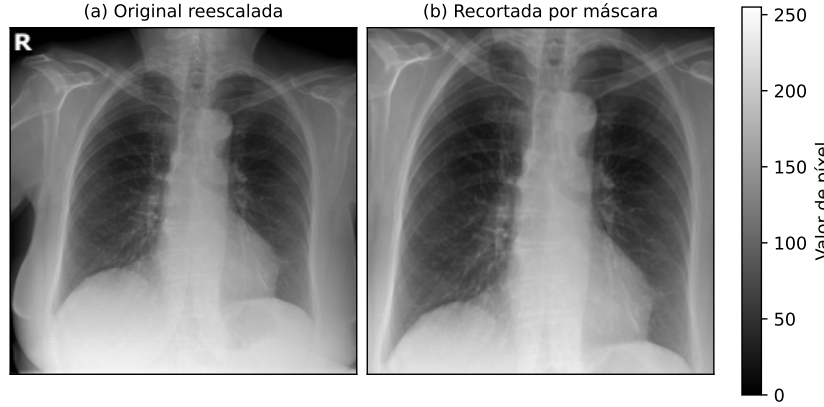 (a) Original reescalada
(b) Recortada por máscara
R
250
200
150
100
50
0
Valor de píxel